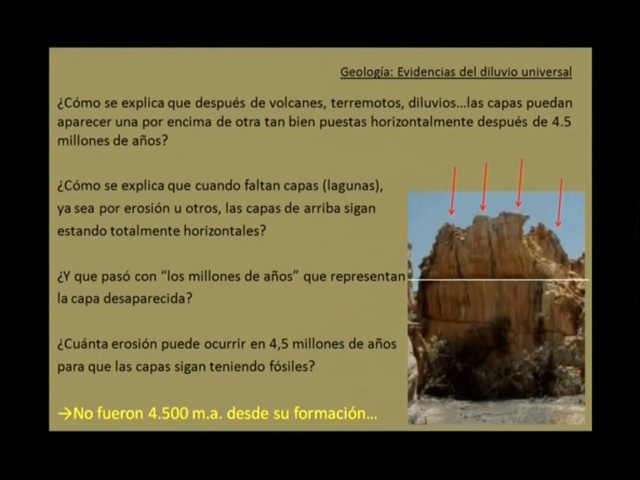 Geología: Evidencias del diluvio universal
¿Cómo se explica que después de volcanes, terremotos, diluvios...las capas puedan
aparecer una por encima de otra tan bien puestas horizontalmente después de 4.5
millones de años?
¿Cómo se explica que cuando faltan capas (lagunas),
ya sea por erosión u otros, las capas de arriba sigan
estando totalmente horizontales?
¿Y que pasó con “los millones de años” que representan
la capa desaparecida?
¿Cuánta erosión puede ocurrir en 4,5 millones de años
para que las capas sigan teniendo fósiles?
→No fueron 4.500 m.a. desde su formación...